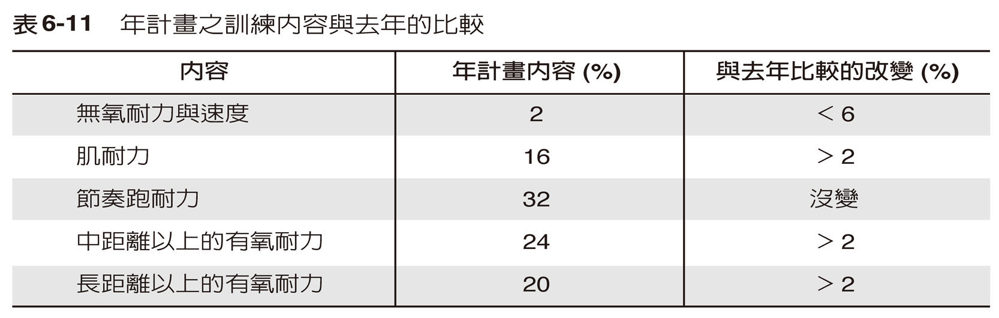 表 6-11 年計畫之訓練內容與去年的比較
內容 年計畫內容 (%) 與去年比較的改變 (%)
無氧耐力與速度 2 < 6
肌耐力 16 > 2
節奏跑耐力 32 沒變
中距離以上的有氧耐力 24 > 2
長距離以上的有氧耐力 20 > 2